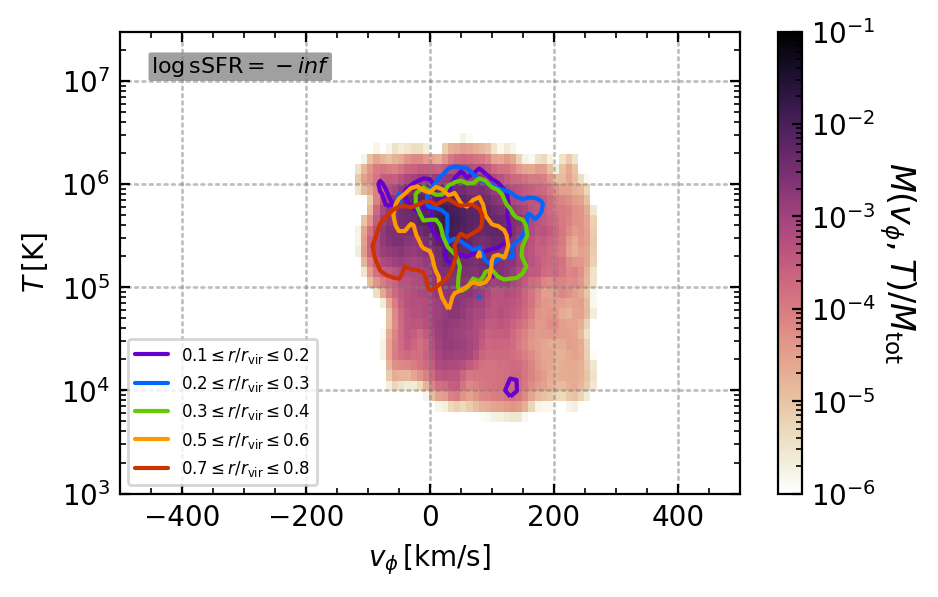 log sSFR = −inf
10⁷
10⁶
10⁵
10⁴
10³
T [K]
0.1 ≤ r/r_vir ≤ 0.2
0.2 ≤ r/r_vir ≤ 0.3
0.3 ≤ r/r_vir ≤ 0.4
0.5 ≤ r/r_vir ≤ 0.6
0.7 ≤ r/r_vir ≤ 0.8
−400 −200 0 200 400
v_ϕ [km/s]
10⁻¹
10⁻²
10⁻³
10⁻⁴
10⁻⁵
10⁻⁶
M(v_ϕ, T)/M_tot